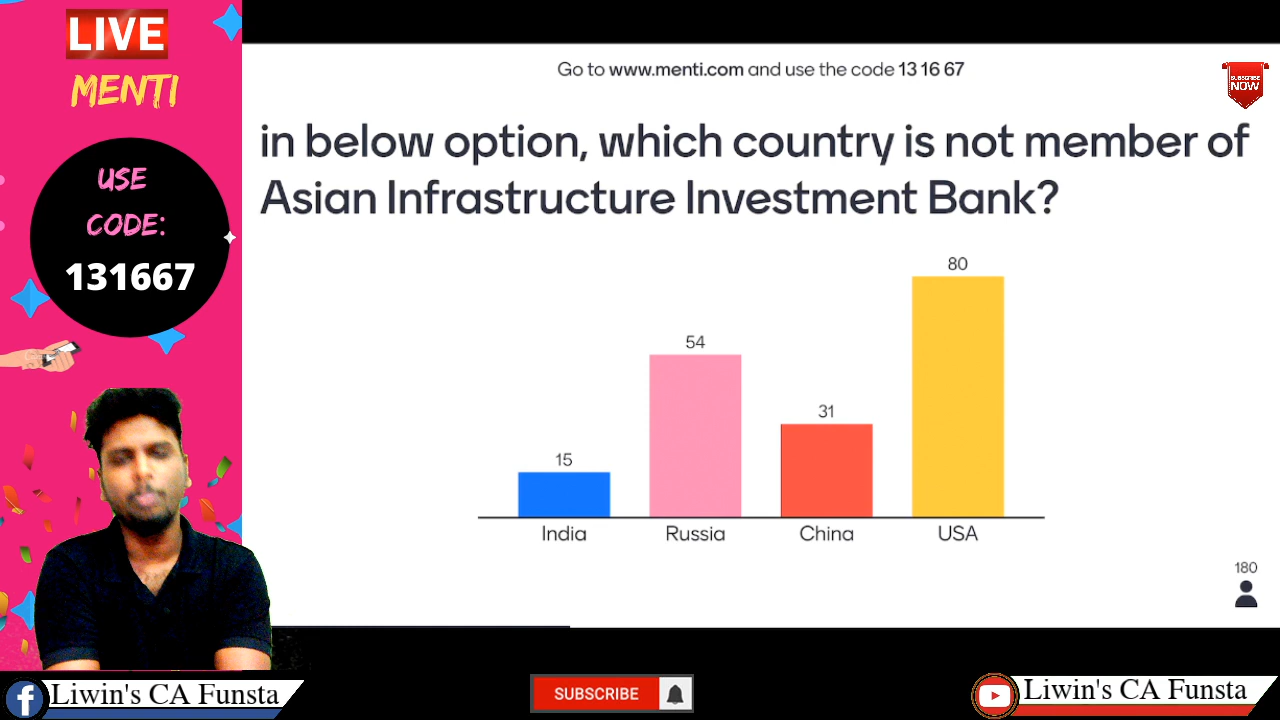 LIVE
MENTI
USE
CODE:
131667
Go to www.menti.com and use the code 13 16 67
SUBSCRIBE
NOW
in below option, which country is not member of
Asian Infrastructure Investment Bank?
15
54
31
80
India
Russia
China
USA
180
Liwin's CA Funsta
SUBSCRIBE
Liwin's CA Funsta